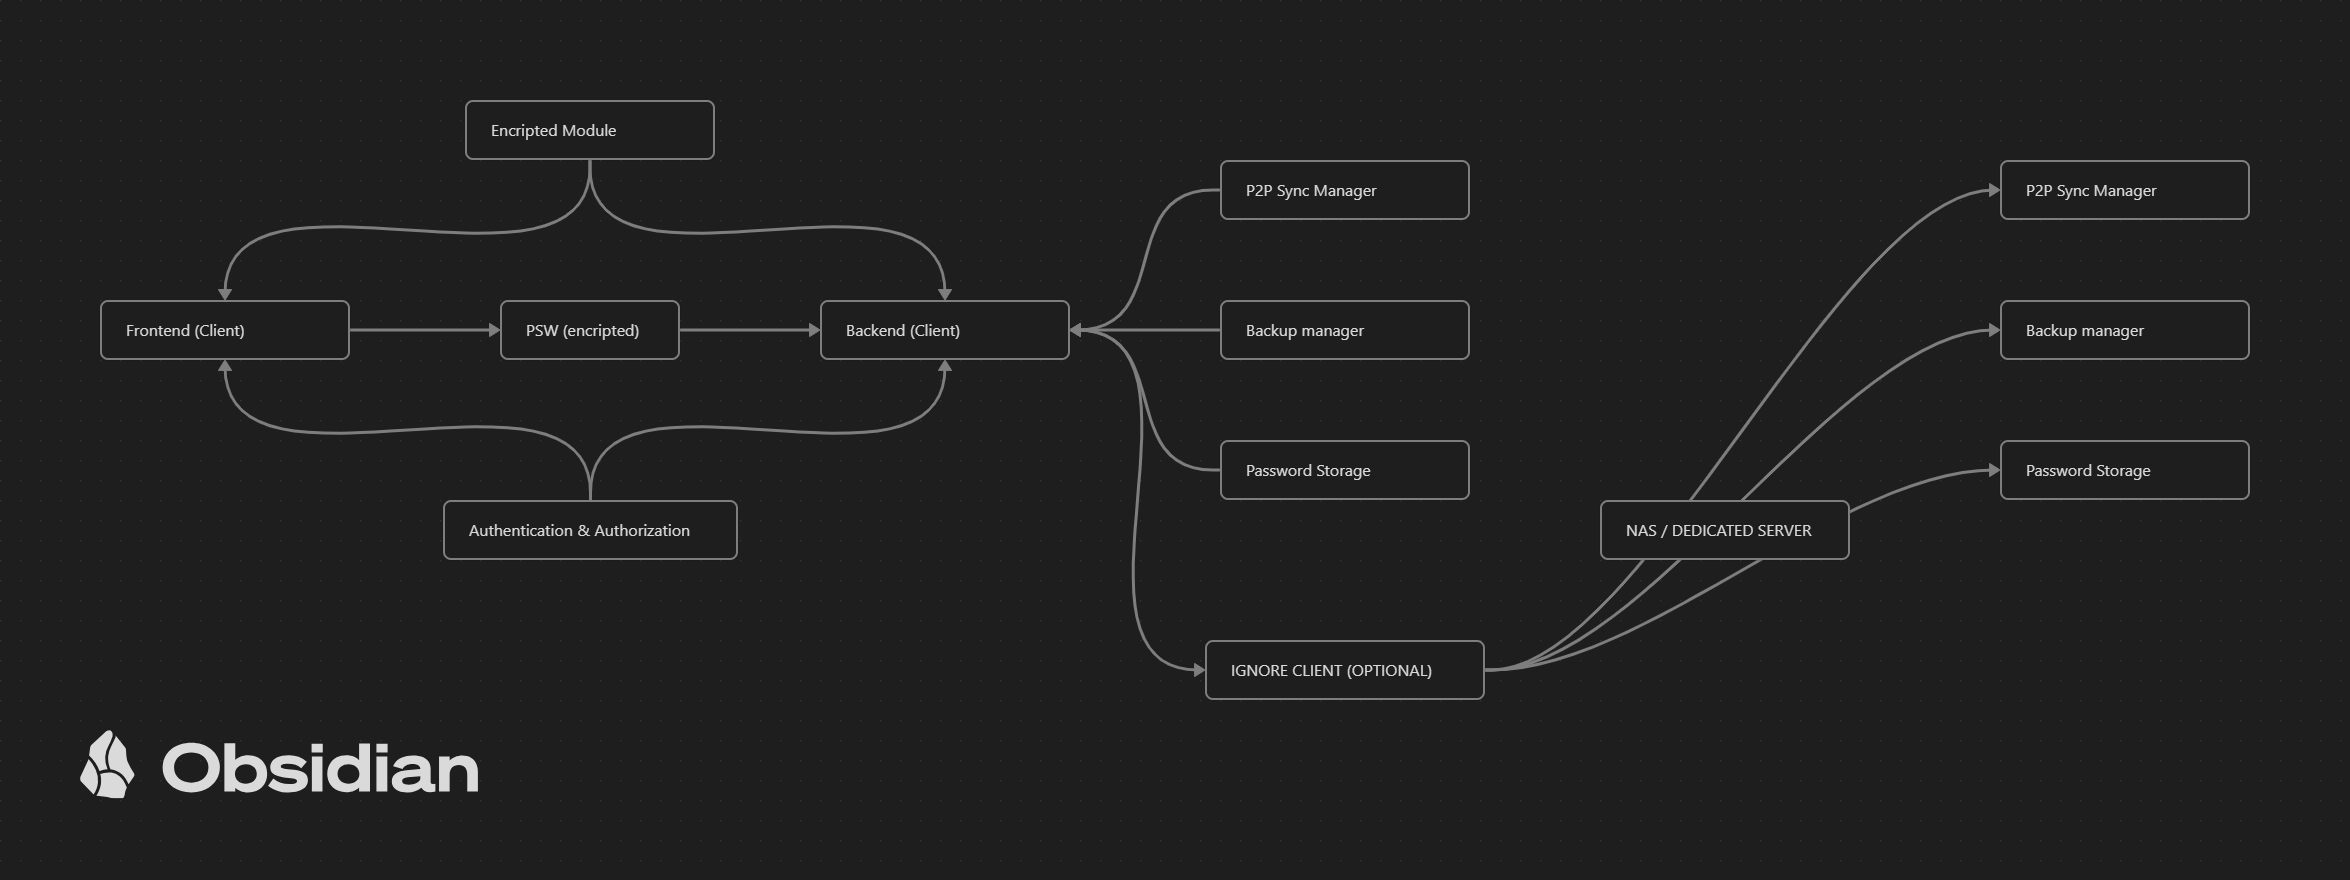 Encripted Module
P2P Sync Manager
P2P Sync Manager
Frontend (Client)
PSW (encripted)
Backend (Client)
Backup manager
Backup manager
Password Storage
Password Storage
Authentication & Authorization
NAS / DEDICATED SERVER
IGNORE CLIENT (OPTIONAL)
Obsidian